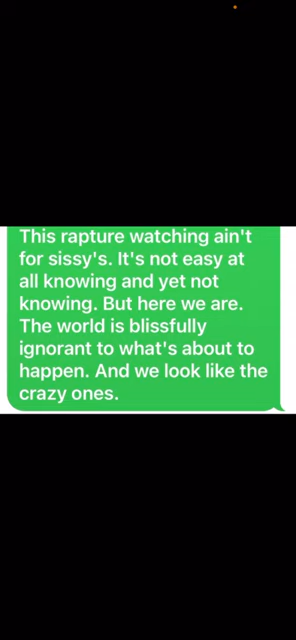 This rapture watching ain't
for sissy's. It's not easy at
all knowing and yet not
knowing. But here we are.
The world is blissfully
ignorant to what's about to
happen. And we look like the
crazy ones.